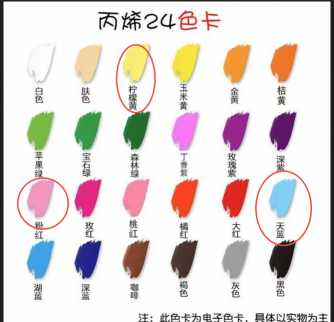 丙烯24色卡
白色
肤色
柠檬黄
玉米黄
金黄
桔黄
苹果绿
宝石绿
森林绿
丁香紫
玫瑰紫
深紫
粉红
玫红
桃红
橘红
大红
天蓝
湖蓝
深蓝
咖啡
褐色
灰色
黑色
注：此色卡为电子色卡，具体以实物为主